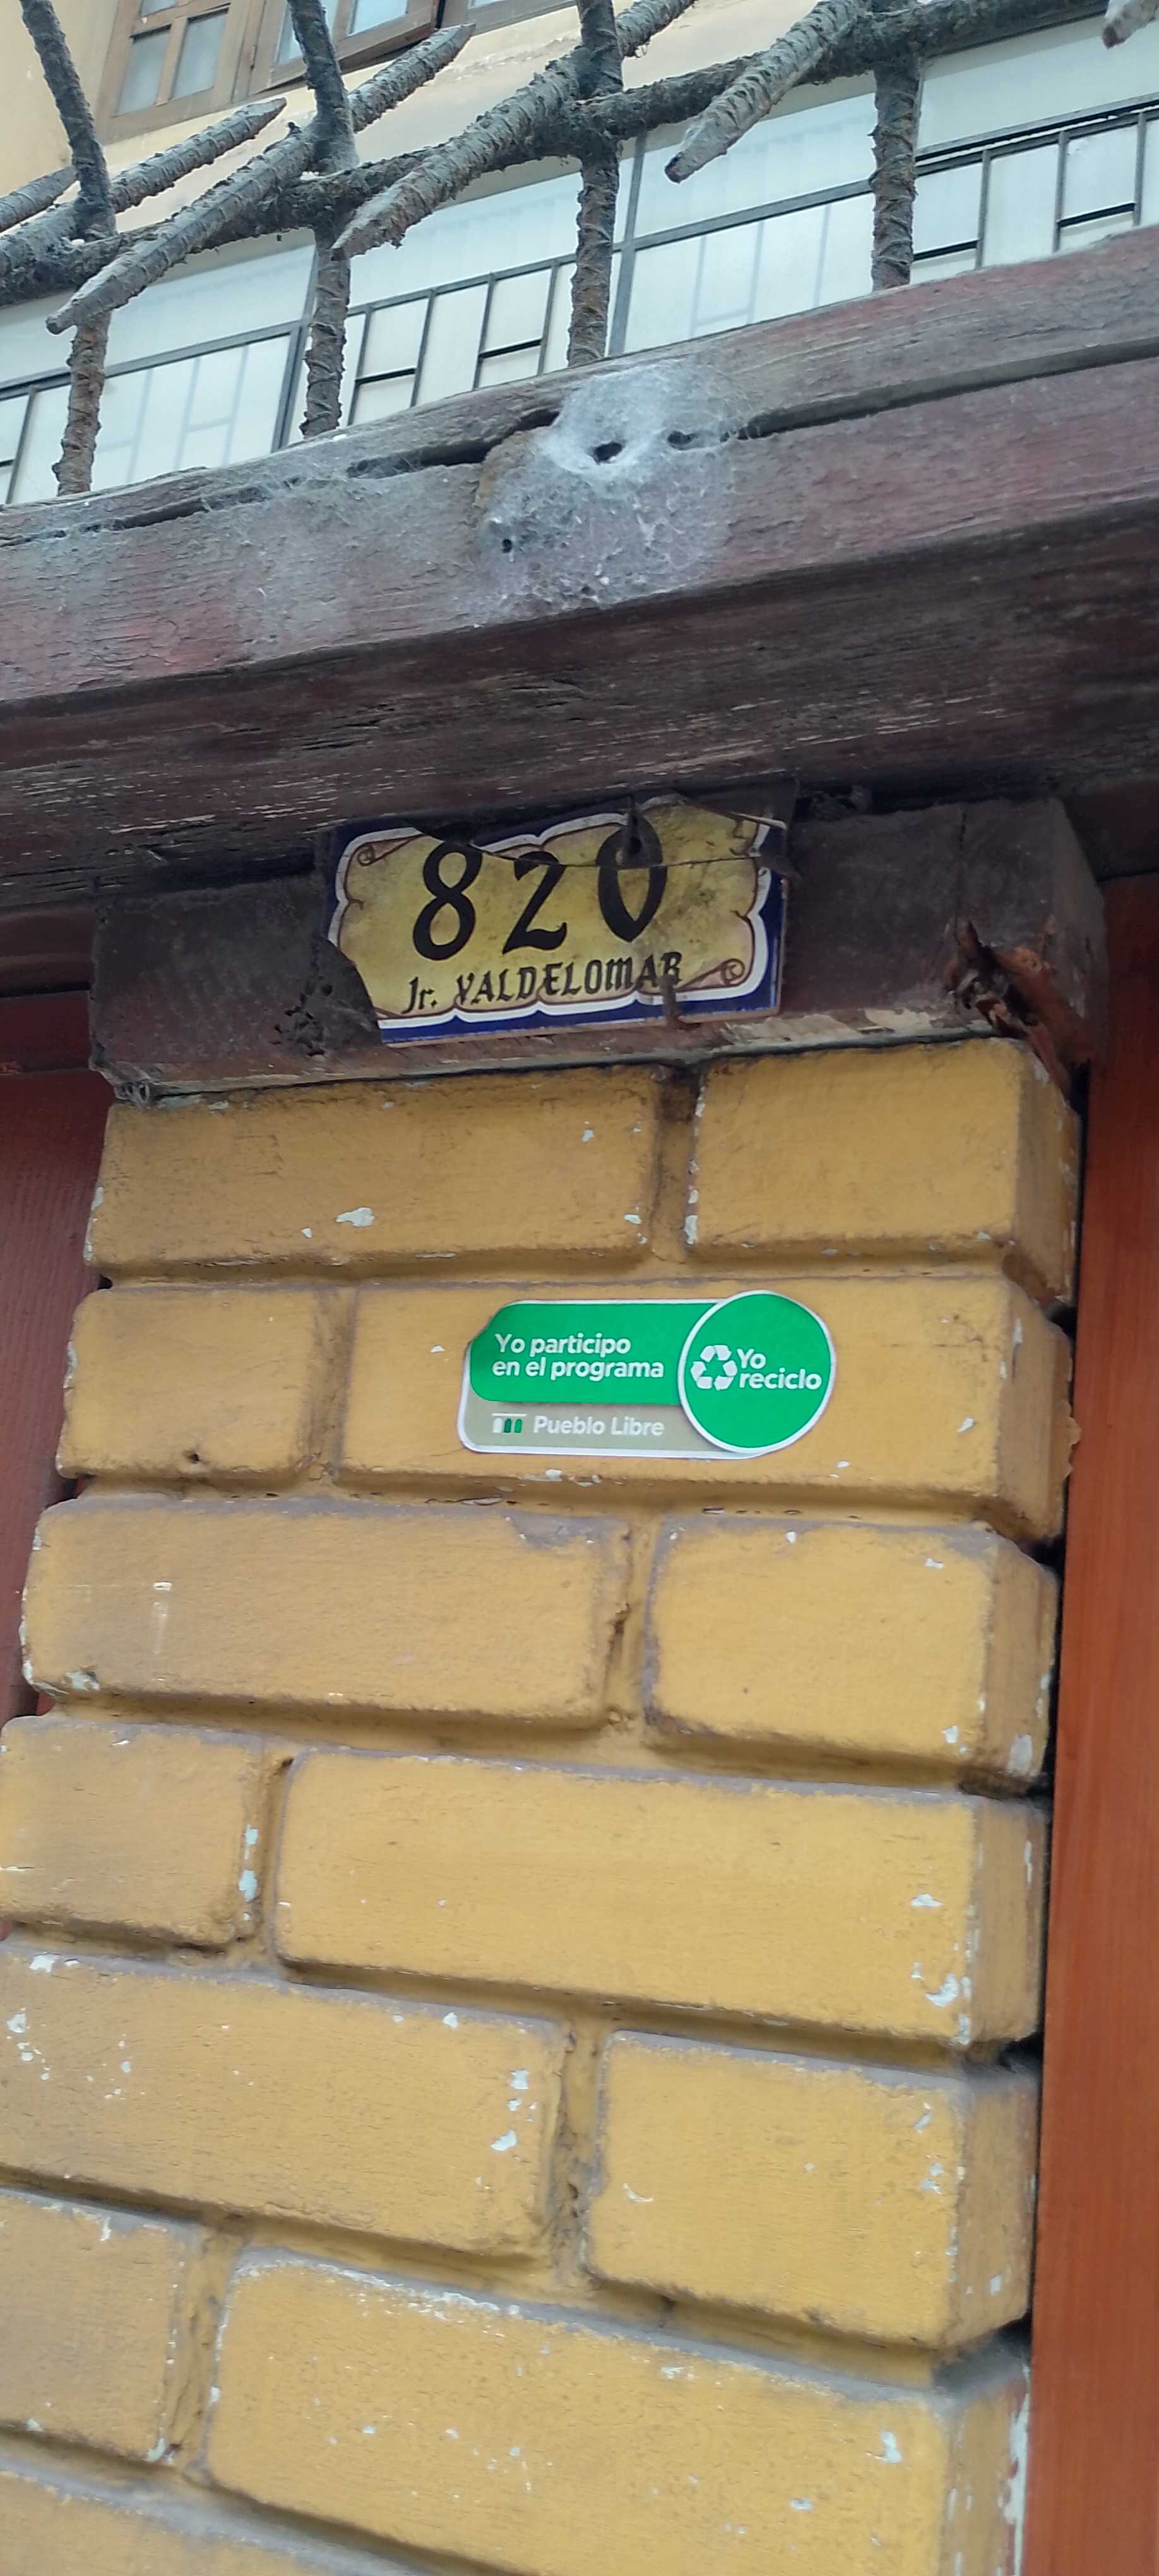 820
Jr. VALDELOMAR
Yo participo
en el programa
Yo
reciclo
Pueblo Libre